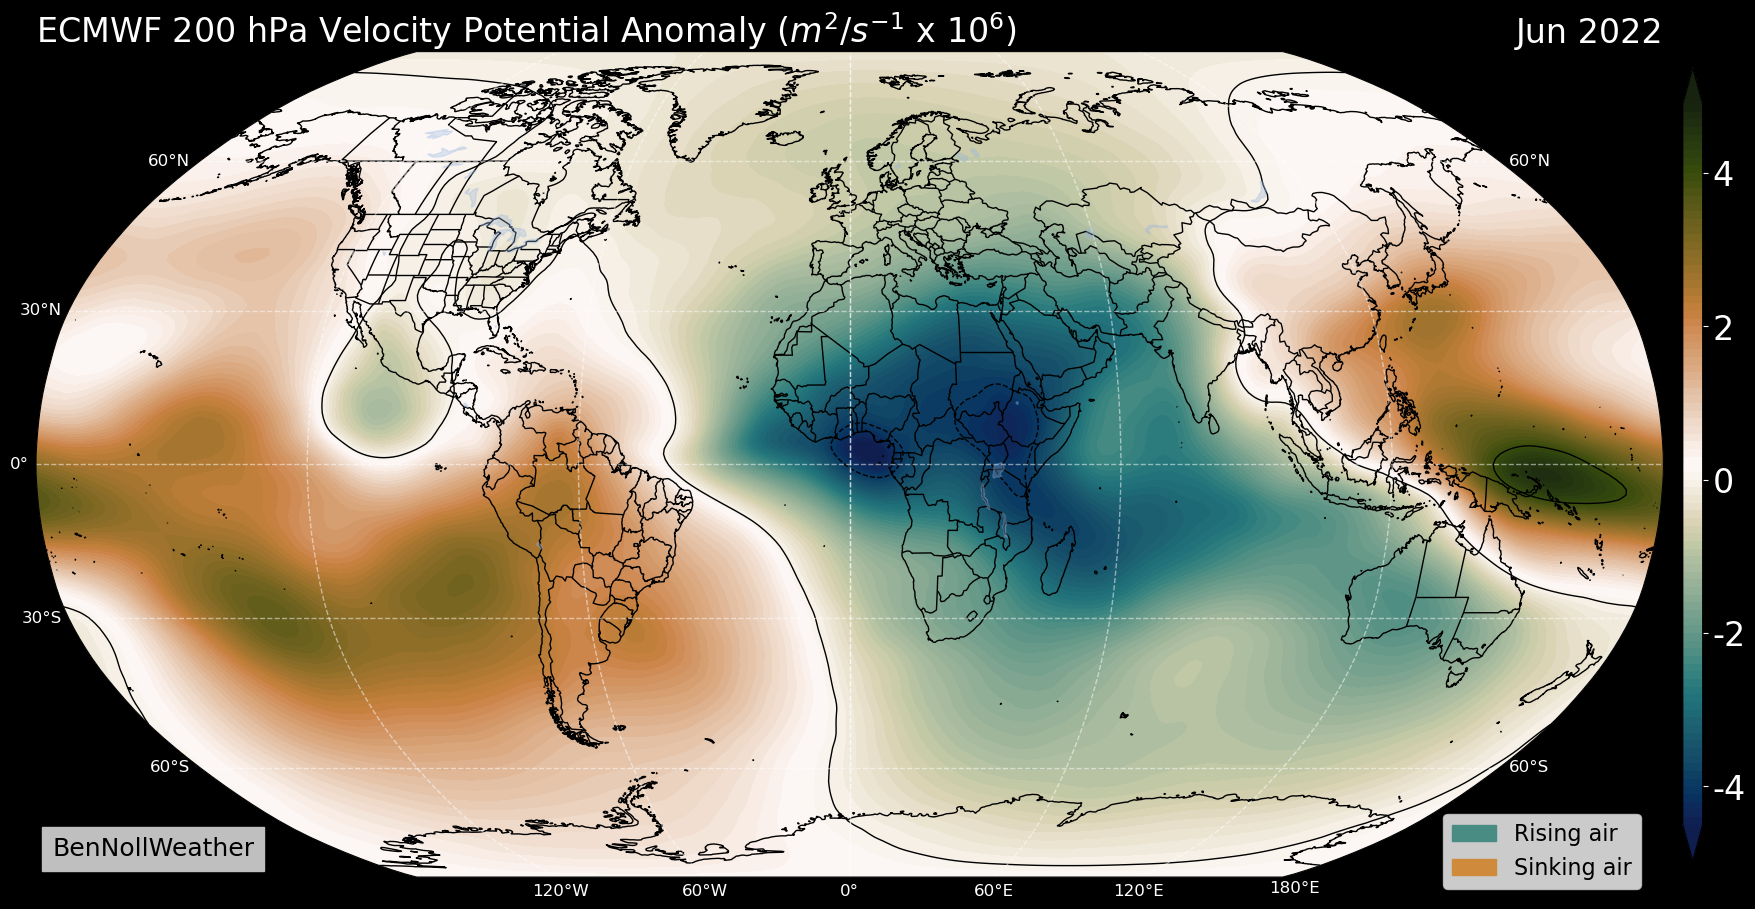 ECMWF 200 hPa Velocity Potential Anomaly (m²/s⁻¹ x 10⁶)
Jun 2022
60°N
60°N
30°N
0°
30°S
60°S
60°S
4
2
0
-2
-4
BenNollWeather
Rising air
Sinking air
120°W 60°W 0° 60°E 120°E 180°E